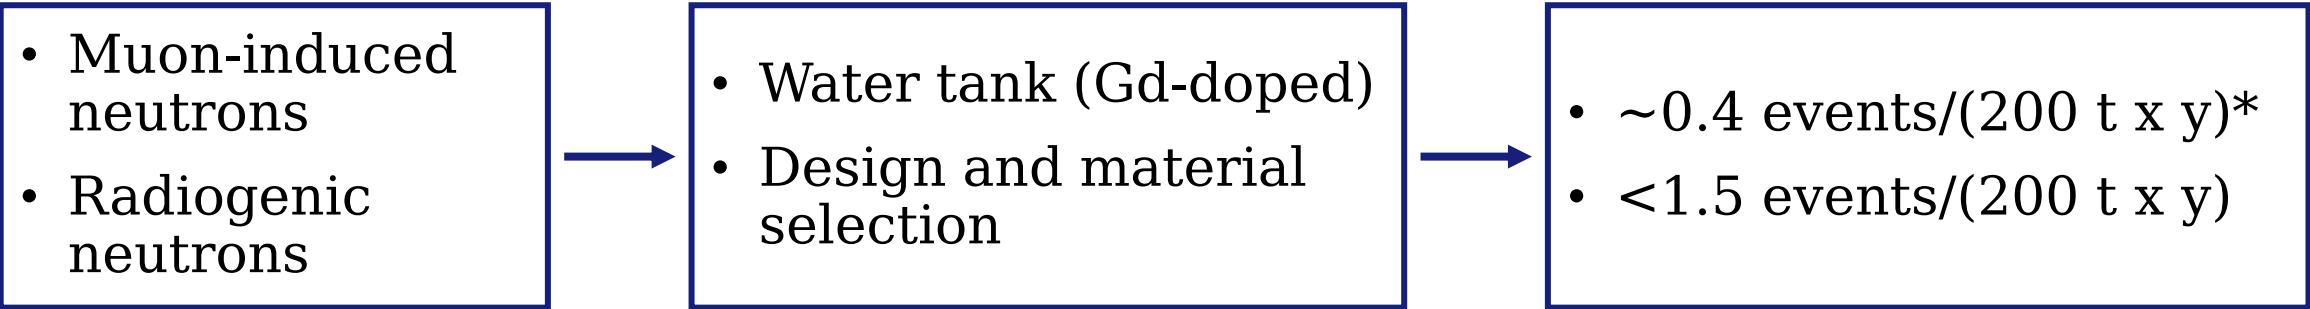 • Muon-induced
neutrons
• Radiogenic
neutrons
• Water tank (Gd-doped)
• Design and material
selection
• ~0.4 events/(200 t x y)*
• <1.5 events/(200 t x y)